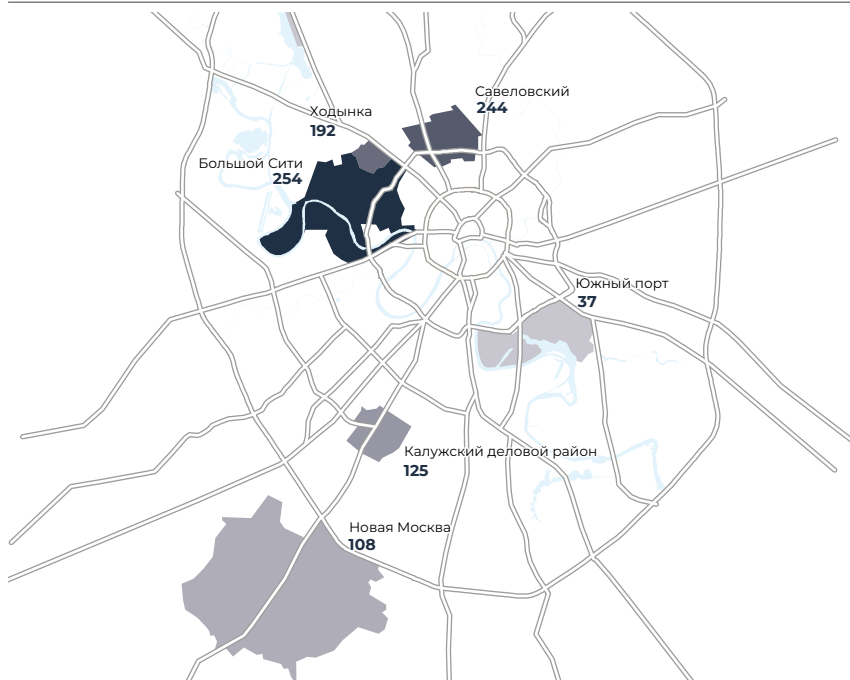 Савеловский
244
Ходынка
192
Большой Сити
254
Южный порт
37
Калужский деловой район
125
Новая Москва
108